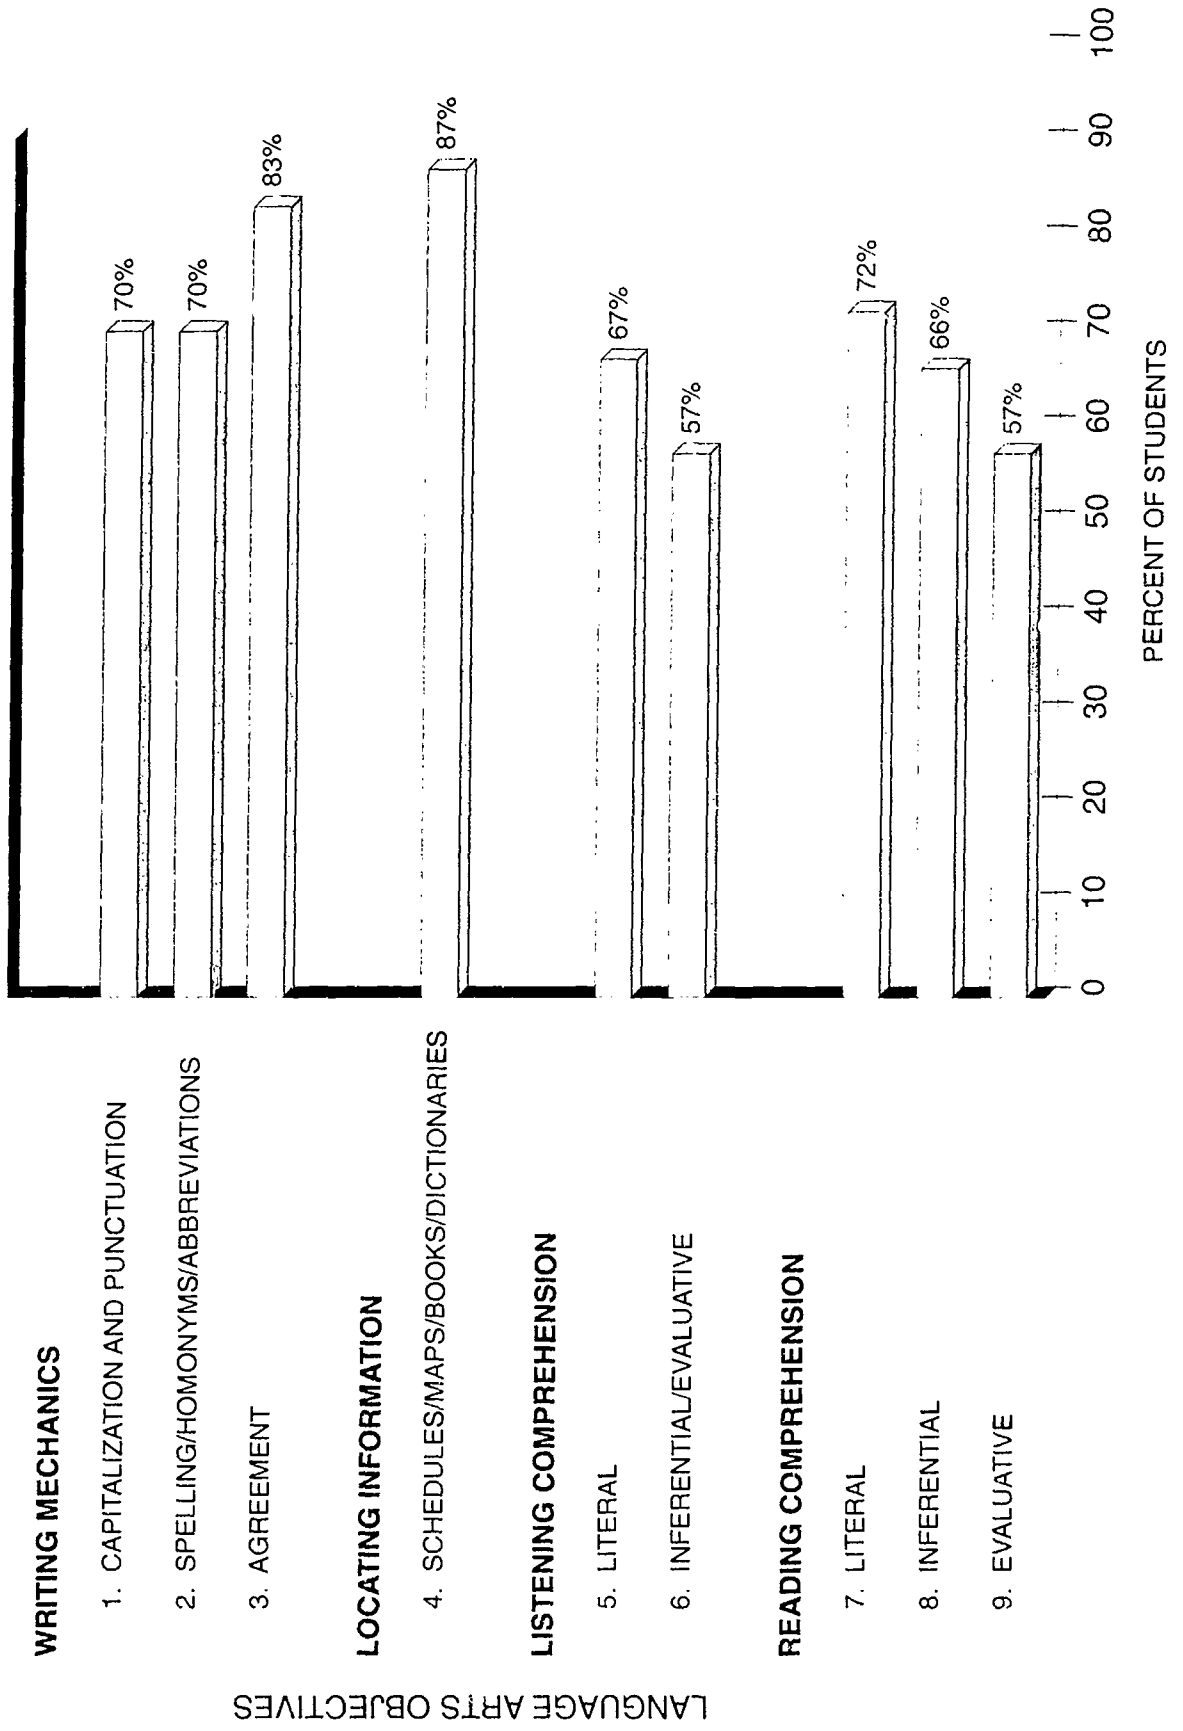 LANGUAGE ARTS OBJECTIVES
WRITING MECHANICS
1. CAPITALIZATION AND PUNCTUATION 70%
2. SPELLING/HOMONYMS/ABBREVIATIONS 70%
3. AGREEMENT 83%
LOCATING INFORMATION
4. SCHEDULES/MAPS/BOOKS/DICTIONARIES 87%
LISTENING COMPREHENSION
5. LITERAL 67%
6. INFERENTIAL/EVALUATIVE 57%
READING COMPREHENSION
7. LITERAL 72%
8. INFERENTIAL 66%
9. EVALUATIVE 57%
0 10 20 30 40 50 60 70 80 90 100
PERCENT OF STUDENTS